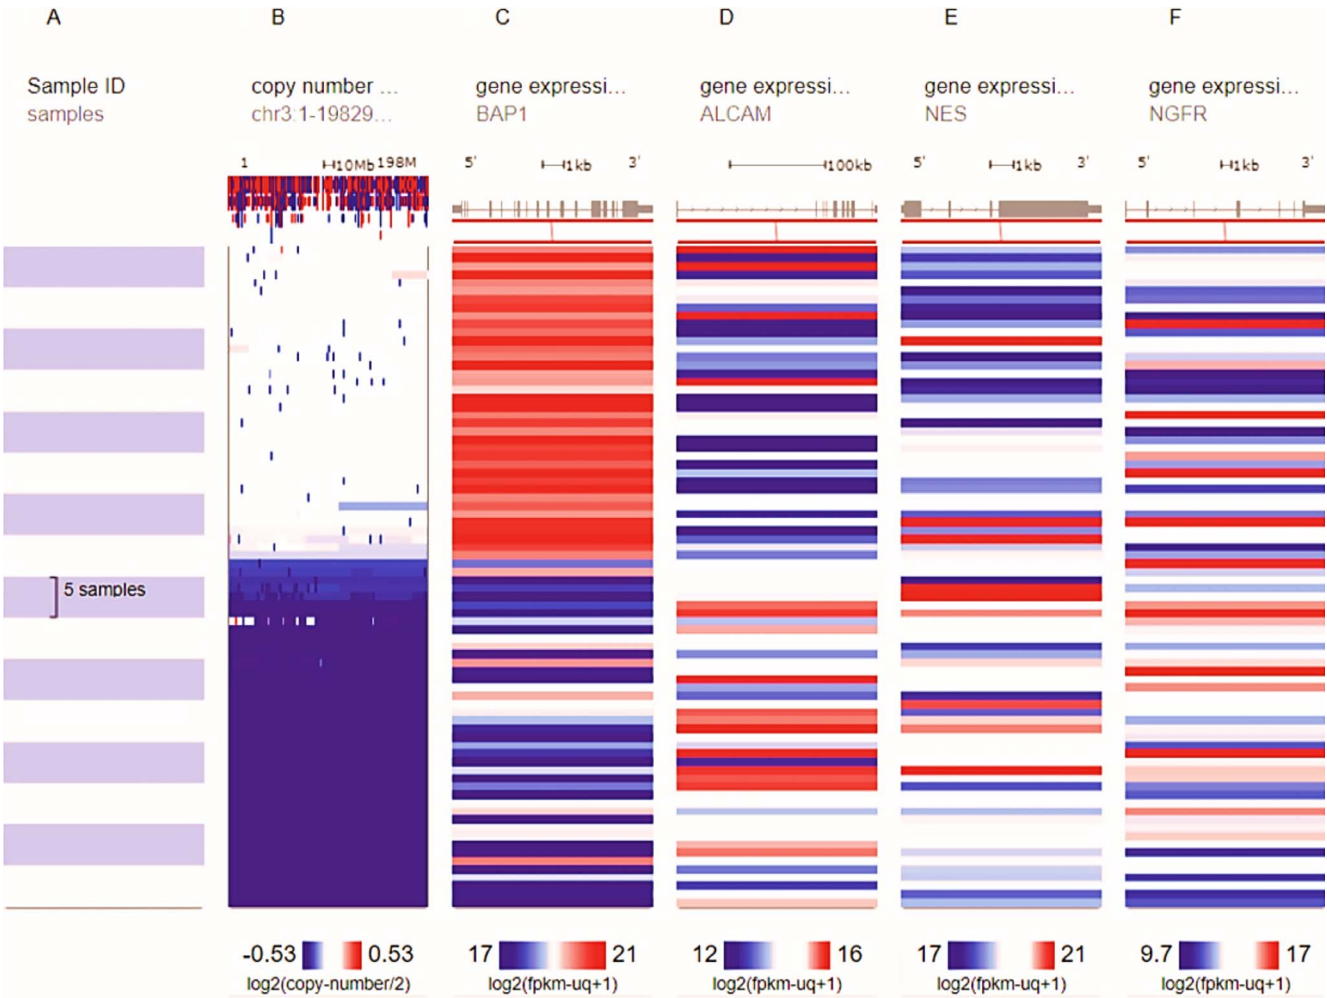 A B C D E F
Sample ID copy number ... gene expressi... gene expressi... gene expressi... gene expressi...
samples chr3:1-19829... BAP1 ALCAM NES NGFR
1 10Mb 198M 5' 1kb 3' 100kb 5' 1kb 3' 5' 1kb 3'
5 samples
-0.53 0.53 17 21 12 16 17 21 9.7 17
log2(copy-number/2) log2(fpkm-uq+1) log2(fpkm-uq+1) log2(fpkm-uq+1) log2(fpkm-uq+1)